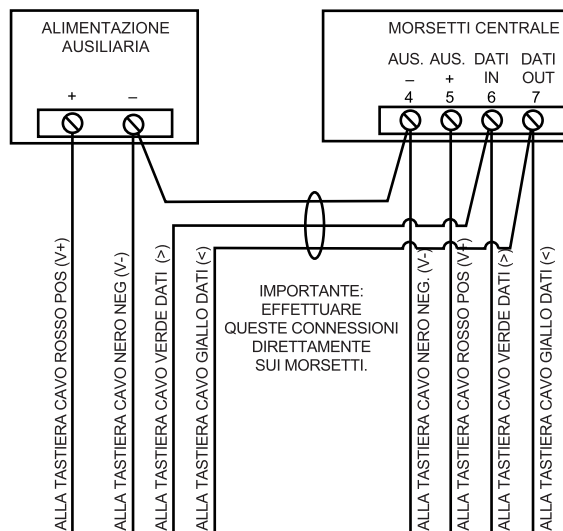 ALIMENTAZIONE
AUSILIARIA
+ –
MORSETTI CENTRALE
AUS. AUS. DATI DATI
– + IN OUT
4 5 6 7
IMPORTANTE:
EFFETTUARE
QUESTE CONNESSIONI
DIRETTAMENTE
SUI MORSETTI.
ALLA TASTIERA CAVO ROSSO POS (V+)
ALLA TASTIERA CAVO NERO NEG (V-)
ALLA TASTIERA CAVO VERDE DATI (>)
ALLA TASTIERA CAVO GIALLO DATI (<)
ALLA TASTIERA CAVO NERO NEG. (V-)
ALLA TASTIERA CAVO ROSSO POS (V+)
ALLA TASTIERA CAVO VERDE DATI (>)
ALLA TASTIERA CAVO GIALLO DATI (<)